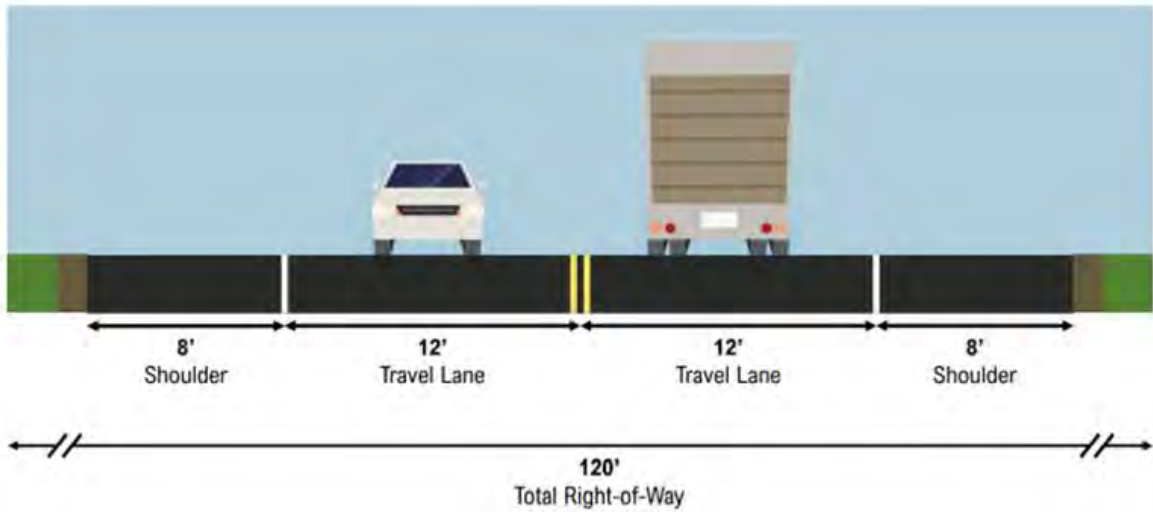 8' 12' 12' 8'
Shoulder Travel Lane Travel Lane Shoulder
120'
Total Right-of-Way